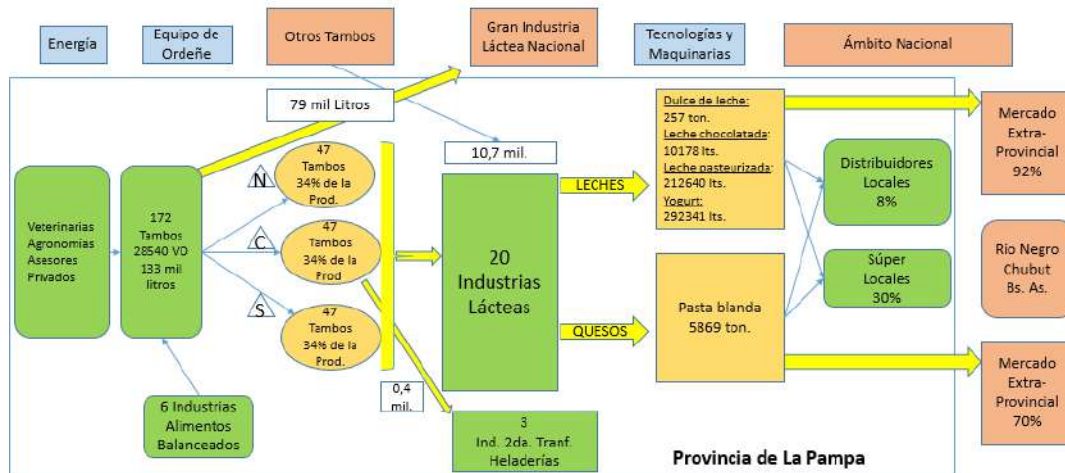 Energía
Equipo de
Ordeñe
Otros Tambos
Gran Industria
Láctea Nacional
Tecnologías y
Maquinarias
Ámbito Nacional
79 mil Litros
10,7 mil.
Veterinarias
Agronomias
Asesores
Privados
172
Tambos
28540 VO
133 mil
litros
6 Industrias
Alimentos
Balanceados
N
47
Tambos
34% de la
Prod.
C
47
Tambos
34% de la
Prod
S
47
Tambos
34% de la
Prod.
0,4
mil.
20
Industrias
Lácteas
3
Ind. 2da. Tranf.
Heladerías
LECHES
QUESOS
Dulce de leche:
257 ton.
Leche chocolatada:
10178 lts.
Leche pasteurizada:
212640 lts.
Yogurt:
292341 lts.
Pasta blanda
5869 ton.
Distribuidores
Locales
8%
Súper
Locales
30%
Mercado
Extra-
Provincial
92%
Rio Negro
Chubut
Bs. As.
Mercado
Extra-
Provincial
70%
Provincia de La Pampa